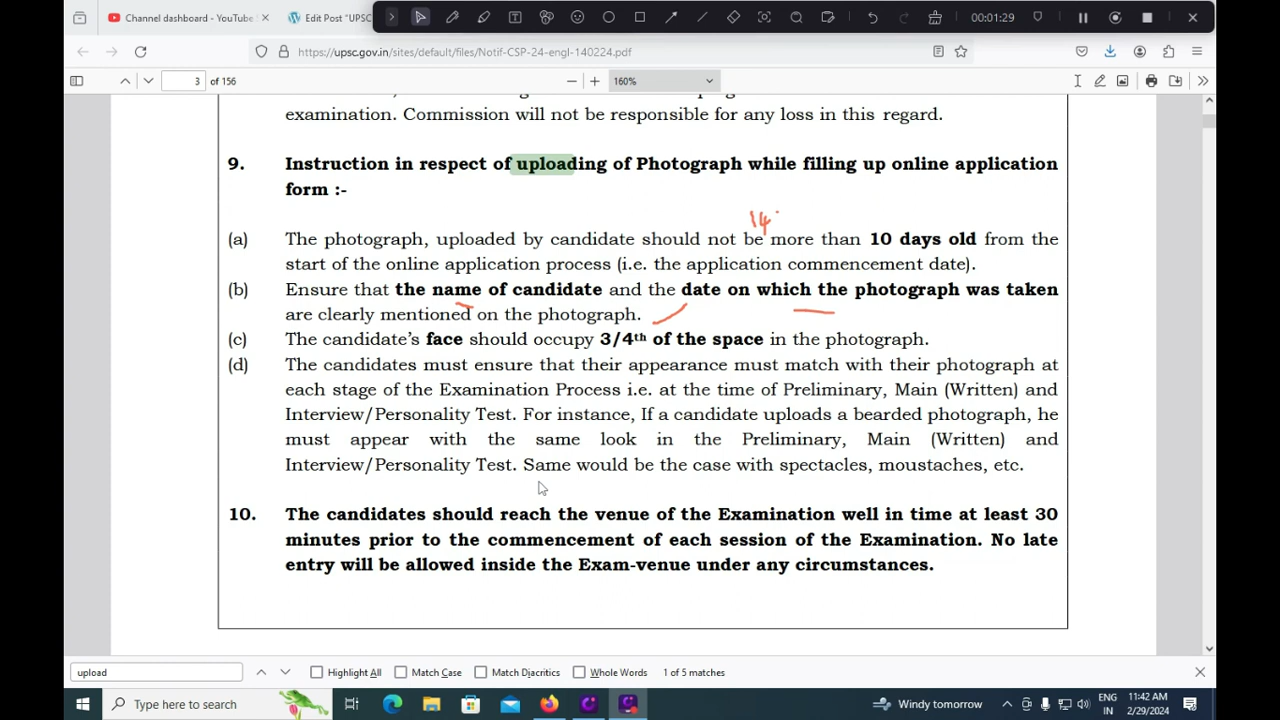 Channel dashboard - YouTube
Edit Post "UPSC
00:01:29
https://upsc.gov.in/sites/default/files/Notif-CSP-24-engl-140224.pdf
3 of 156
160%
examination. Commission will not be responsible for any loss in this regard.
9. Instruction in respect of uploading of Photograph while filling up online application
form :-
14
(a) The photograph, uploaded by candidate should not be more than 10 days old from the
start of the online application process (i.e. the application commencement date).
(b) Ensure that the name of candidate and the date on which the photograph was taken
are clearly mentioned on the photograph.
(c) The candidate's face should occupy 3/4th of the space in the photograph.
(d) The candidates must ensure that their appearance must match with their photograph at
each stage of the Examination Process i.e. at the time of Preliminary, Main (Written) and
Interview/Personality Test. For instance, If a candidate uploads a bearded photograph, he
must appear with the same look in the Preliminary, Main (Written) and
Interview/Personality Test. Same would be the case with spectacles, moustaches, etc.
10. The candidates should reach the venue of the Examination well in time at least 30
minutes prior to the commencement of each session of the Examination. No late
entry will be allowed inside the Exam-venue under any circumstances.
upload
Highlight All
Match Case
Match Diacritics
Whole Words
1 of 5 matches
Type here to search
Windy tomorrow
ENG
IN
11:42 AM
2/29/2024